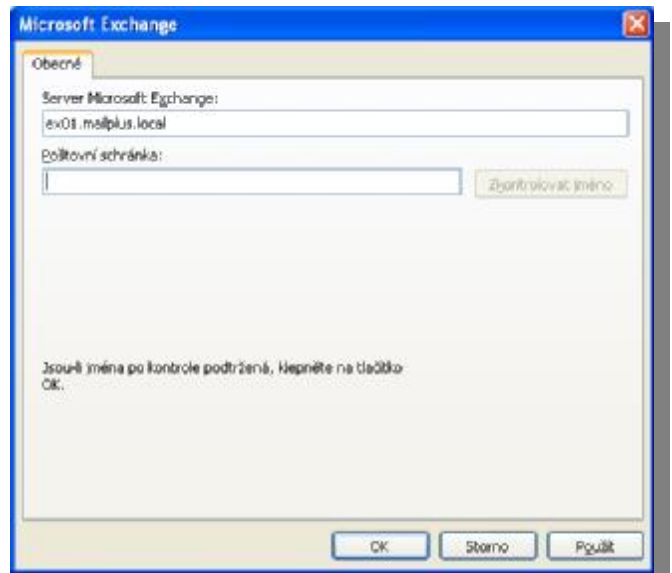 Microsoft Exchange
Obecné
Server Microsoft Exchange:
ex01.mailplus.local
Poštovní schránka:
Zkontrolovat jméno
Jsou-li jména po kontrole podtržená, klepněte na tlačítko
OK.
OK Storno Použít